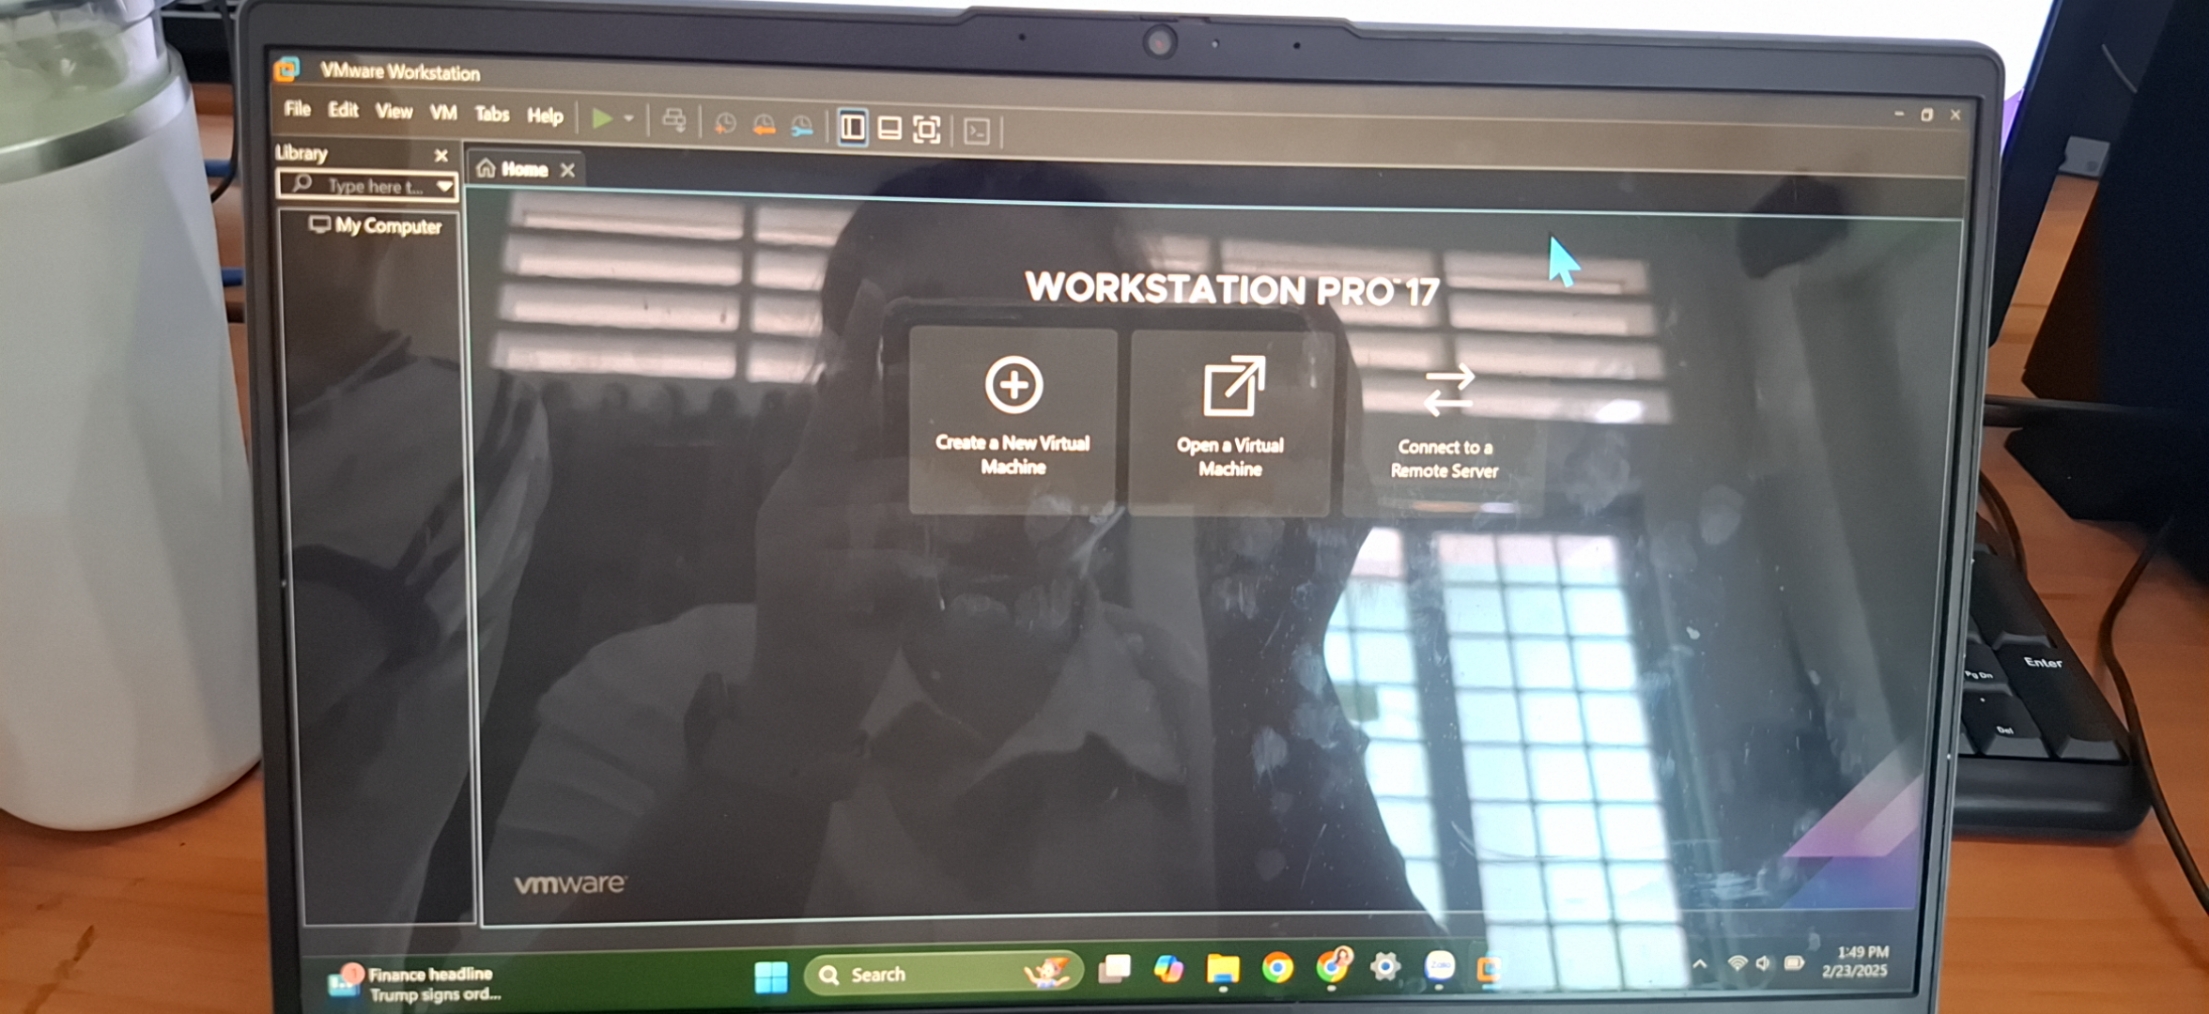 VMware Workstation
File Edit View VM Tabs Help
Library
Type here t...
My Computer
Home
WORKSTATION PRO™ 17
Create a New Virtual
Machine
Open a Virtual
Machine
Connect to a
Remote Server
vmware
Finance headline
Trump signs ord...
1
Search
Zalo
1:49 PM
2/23/2025
Enter
Pg Dn
Del